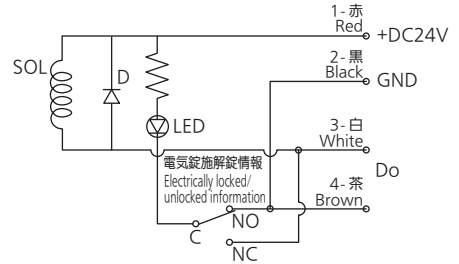 1-赤
Red
+DC24V
2-黒
Black
GND
SOL
D
LED
3-白
White
Do
電気錠施解錠情報
Electrically locked/
unlocked information
4-茶
Brown
NO
C
NC